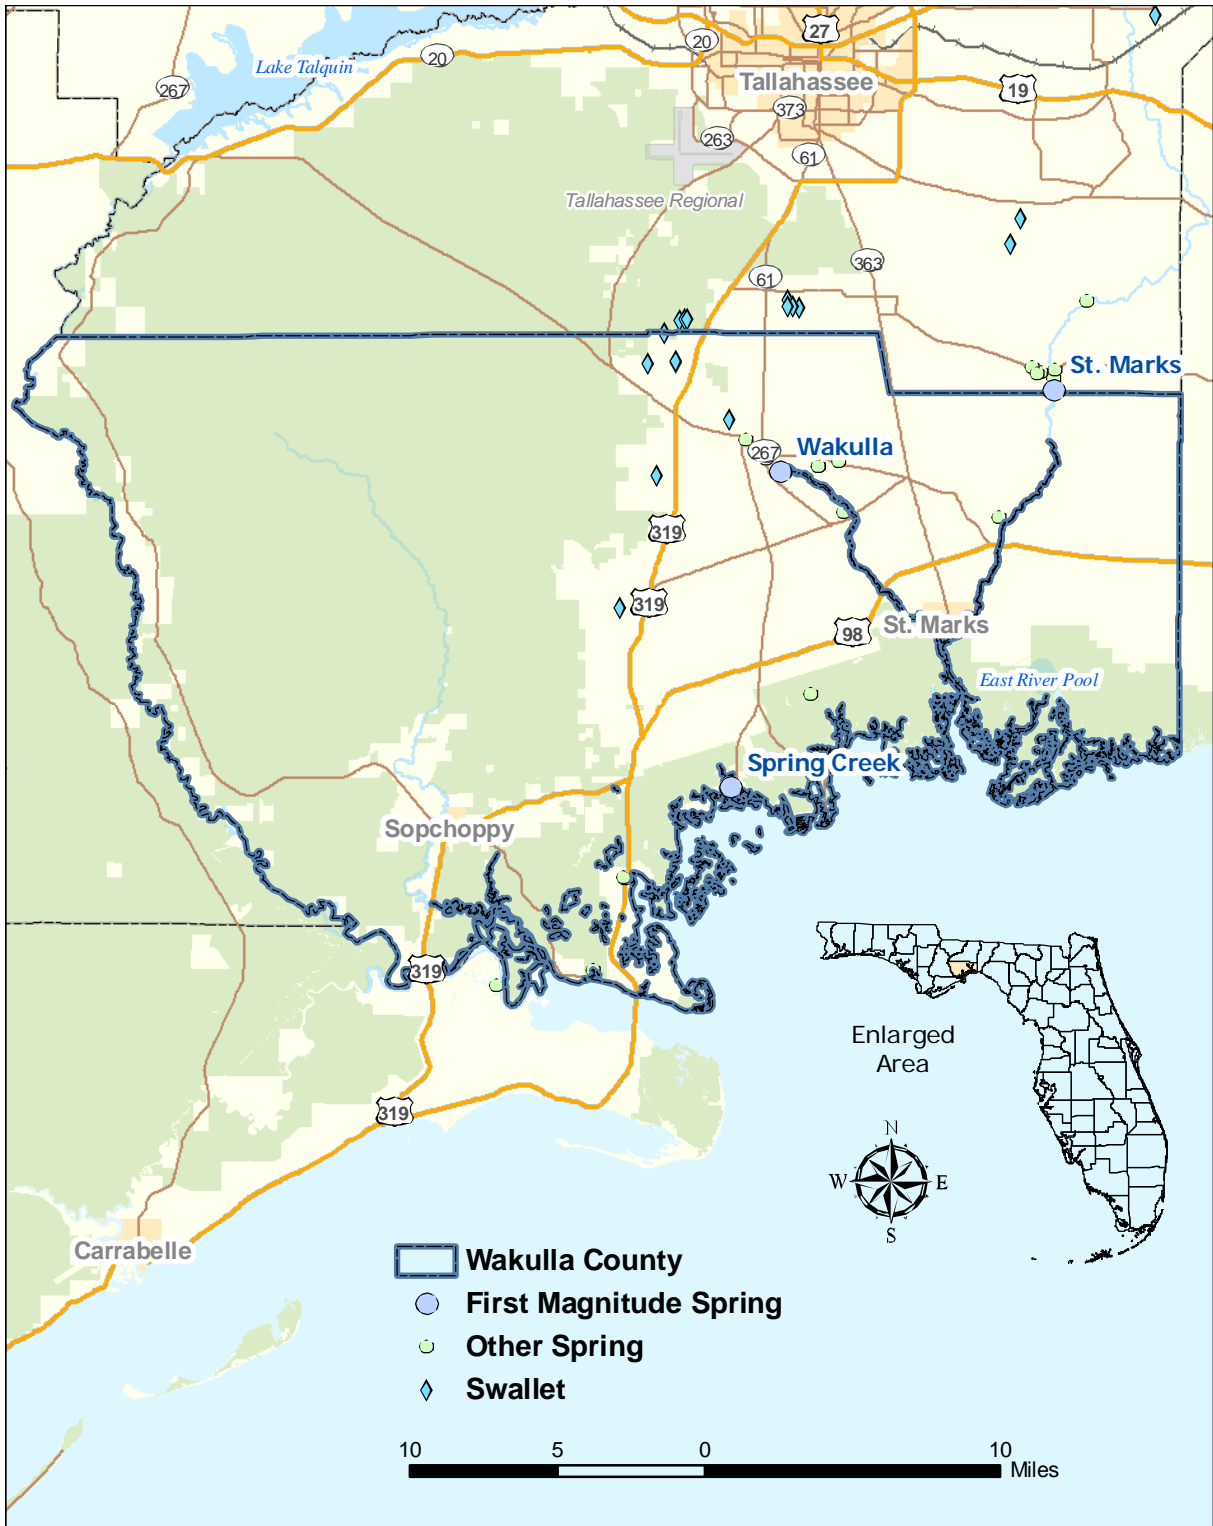 27
20
20
Lake Talquin
Tallahassee
267
19
373
263
61
Tallahassee Regional
363
61
St. Marks
Wakulla
267
319
319
St. Marks
98
East River Pool
Spring Creek
Sopchoppy
319
Enlarged
Area
319
N
W
E
S
Carrabelle
Wakulla County
First Magnitude Spring
Other Spring
Swallet
10 5 0 10
Miles